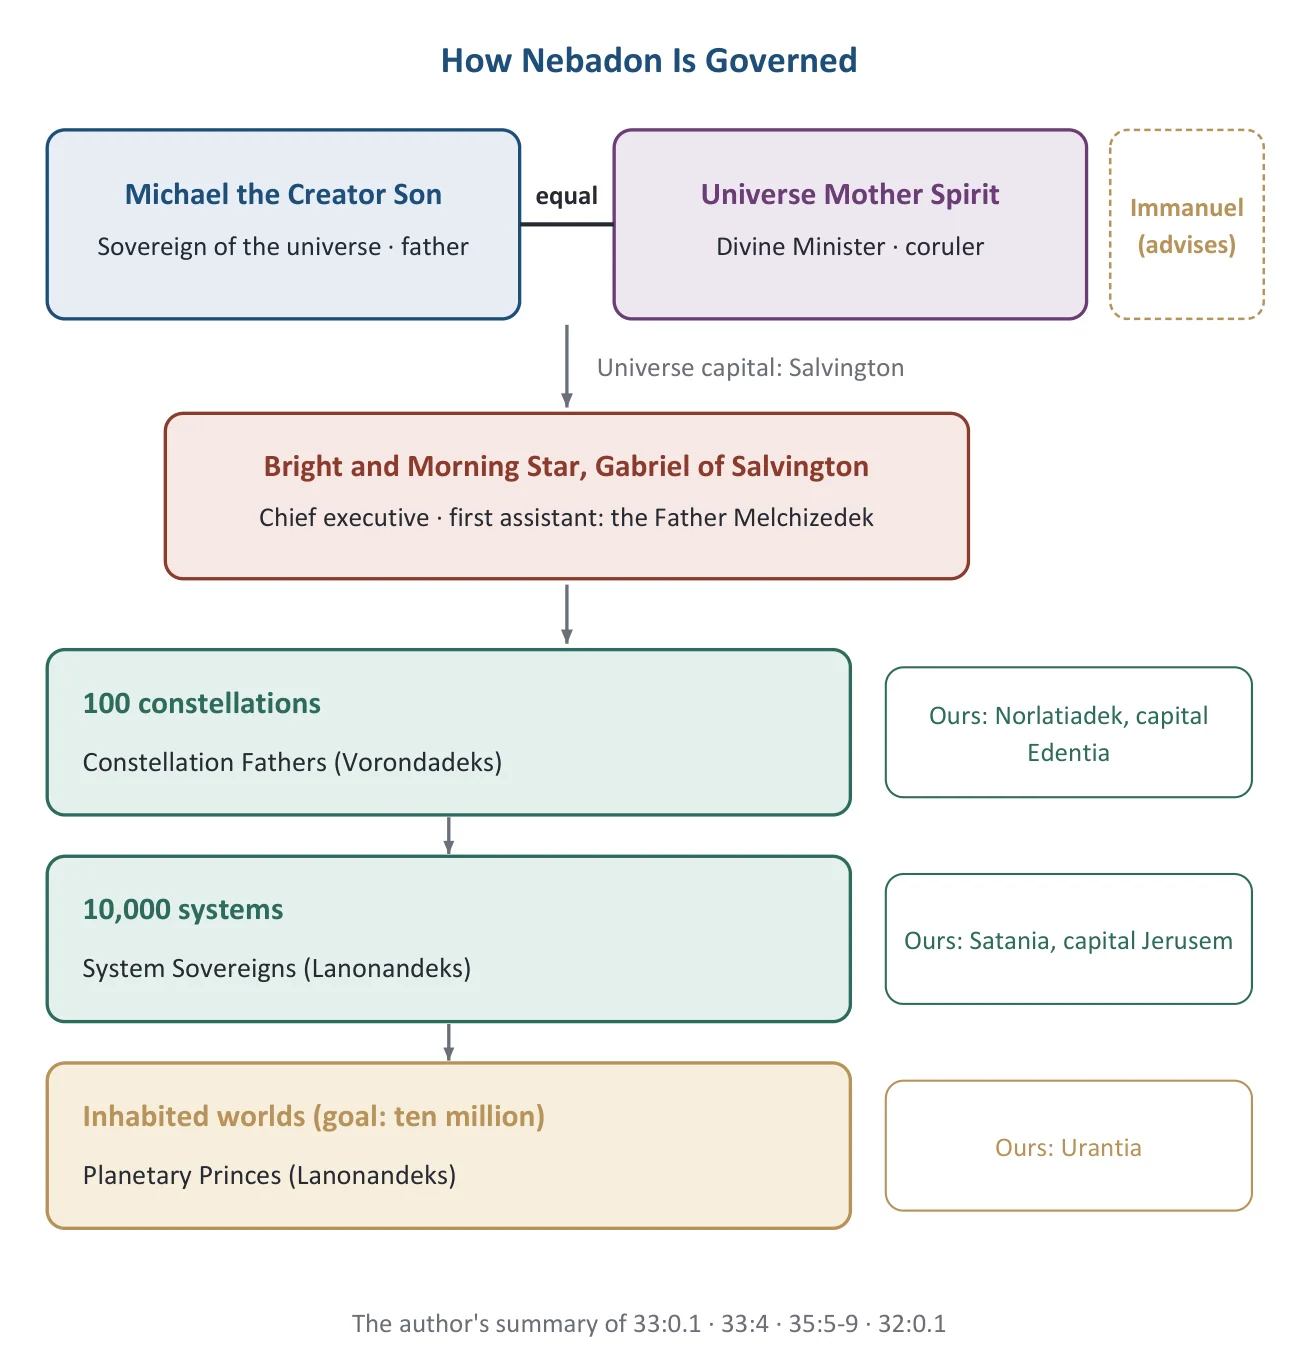 How Nebadon Is Governed
Michael the Creator Son
Sovereign of the universe · father
equal
Universe Mother Spirit
Divine Minister · coruler
Immanuel
(advises)
Universe capital: Salvington
Bright and Morning Star, Gabriel of Salvington
Chief executive · first assistant: the Father Melchizedek
100 constellations
Constellation Fathers (Vorondadeks)
Ours: Norlatiadek, capital
Edentia
10,000 systems
System Sovereigns (Lanonandeks)
Ours: Satania, capital Jerusem
Inhabited worlds (goal: ten million)
Planetary Princes (Lanonandeks)
Ours: Urantia
The author's summary of 33:0.1 · 33:4 · 35:5-9 · 32:0.1